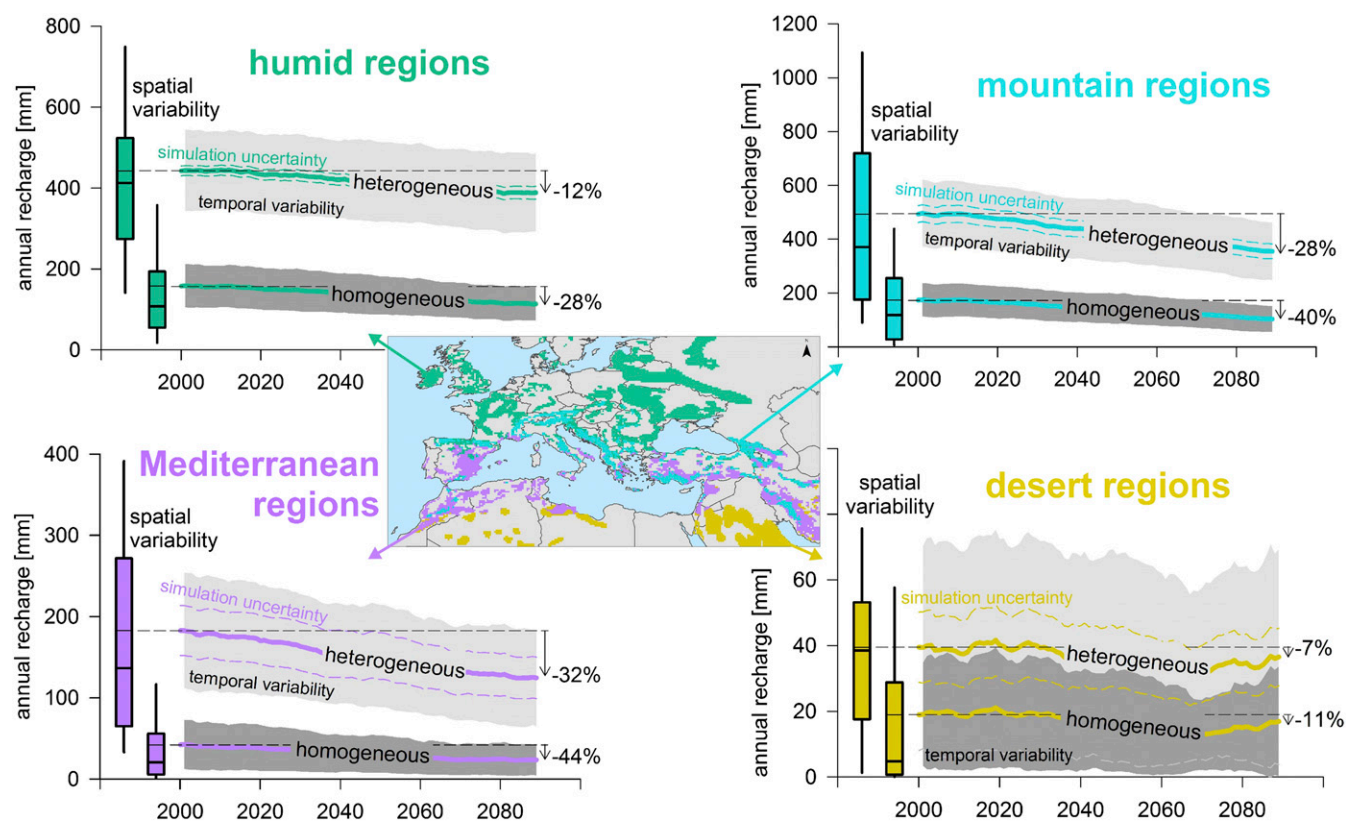 humid regions
annual recharge [mm]
800
600
400
200
0
spatial
variability
simulation uncertainty
heterogeneous
-12%
temporal variability
homogeneous
-28%
2000
2020
2040
mountain regions
annual recharge [mm]
1200
1000
800
600
400
200
spatial
variability
simulation uncertainty
temporal variability
heterogeneous
-28%
homogeneous
-40%
2000
2020
2040
2060
2080
Mediterranean
regions
annual recharge [mm]
400
300
200
100
0
spatial
variability
simulation uncertainty
heterogeneous
-32%
temporal variability
homogeneous
-44%
2000
2020
2040
2060
2080
desert regions
annual recharge [mm]
60
40
20
0
spatial
variability
simulation uncertainty
heterogeneous
-7%
homogeneous
-11%
temporal variability
2000
2020
2040
2060
2080